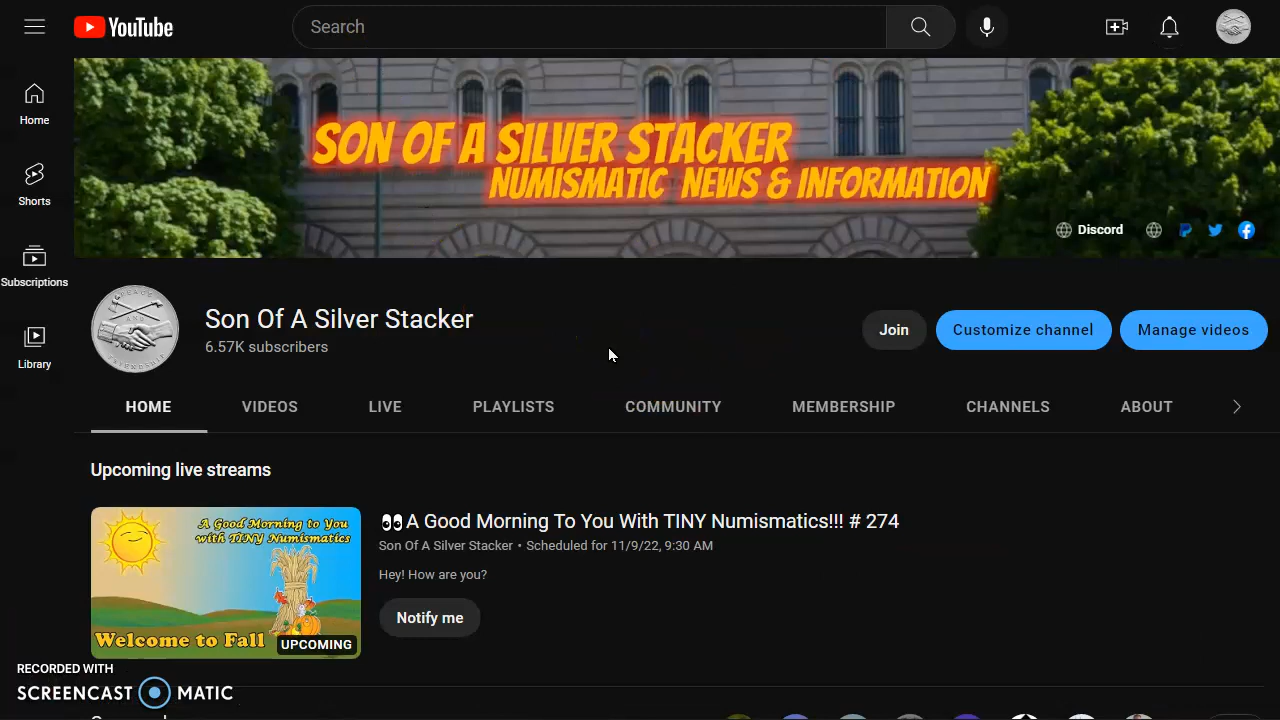 YouTube
Search
Home
Shorts
Subscriptions
Library
SON OF A SILVER STACKER
NUMISMATIC NEWS & INFORMATION
Discord
PEACE
AND
FRIENDSHIP
Son Of A Silver Stacker
6.57K subscribers
Join
Customize channel
Manage videos
HOME
VIDEOS
LIVE
PLAYLISTS
COMMUNITY
MEMBERSHIP
CHANNELS
ABOUT
Upcoming live streams
A Good Morning to You
with TINY Numismatics
Welcome to Fall
UPCOMING
👀A Good Morning To You With TINY Numismatics!!! # 274
Son Of A Silver Stacker • Scheduled for 11/9/22, 9:30 AM
Hey! How are you?
Notify me
RECORDED WITH
SCREENCAST MATIC